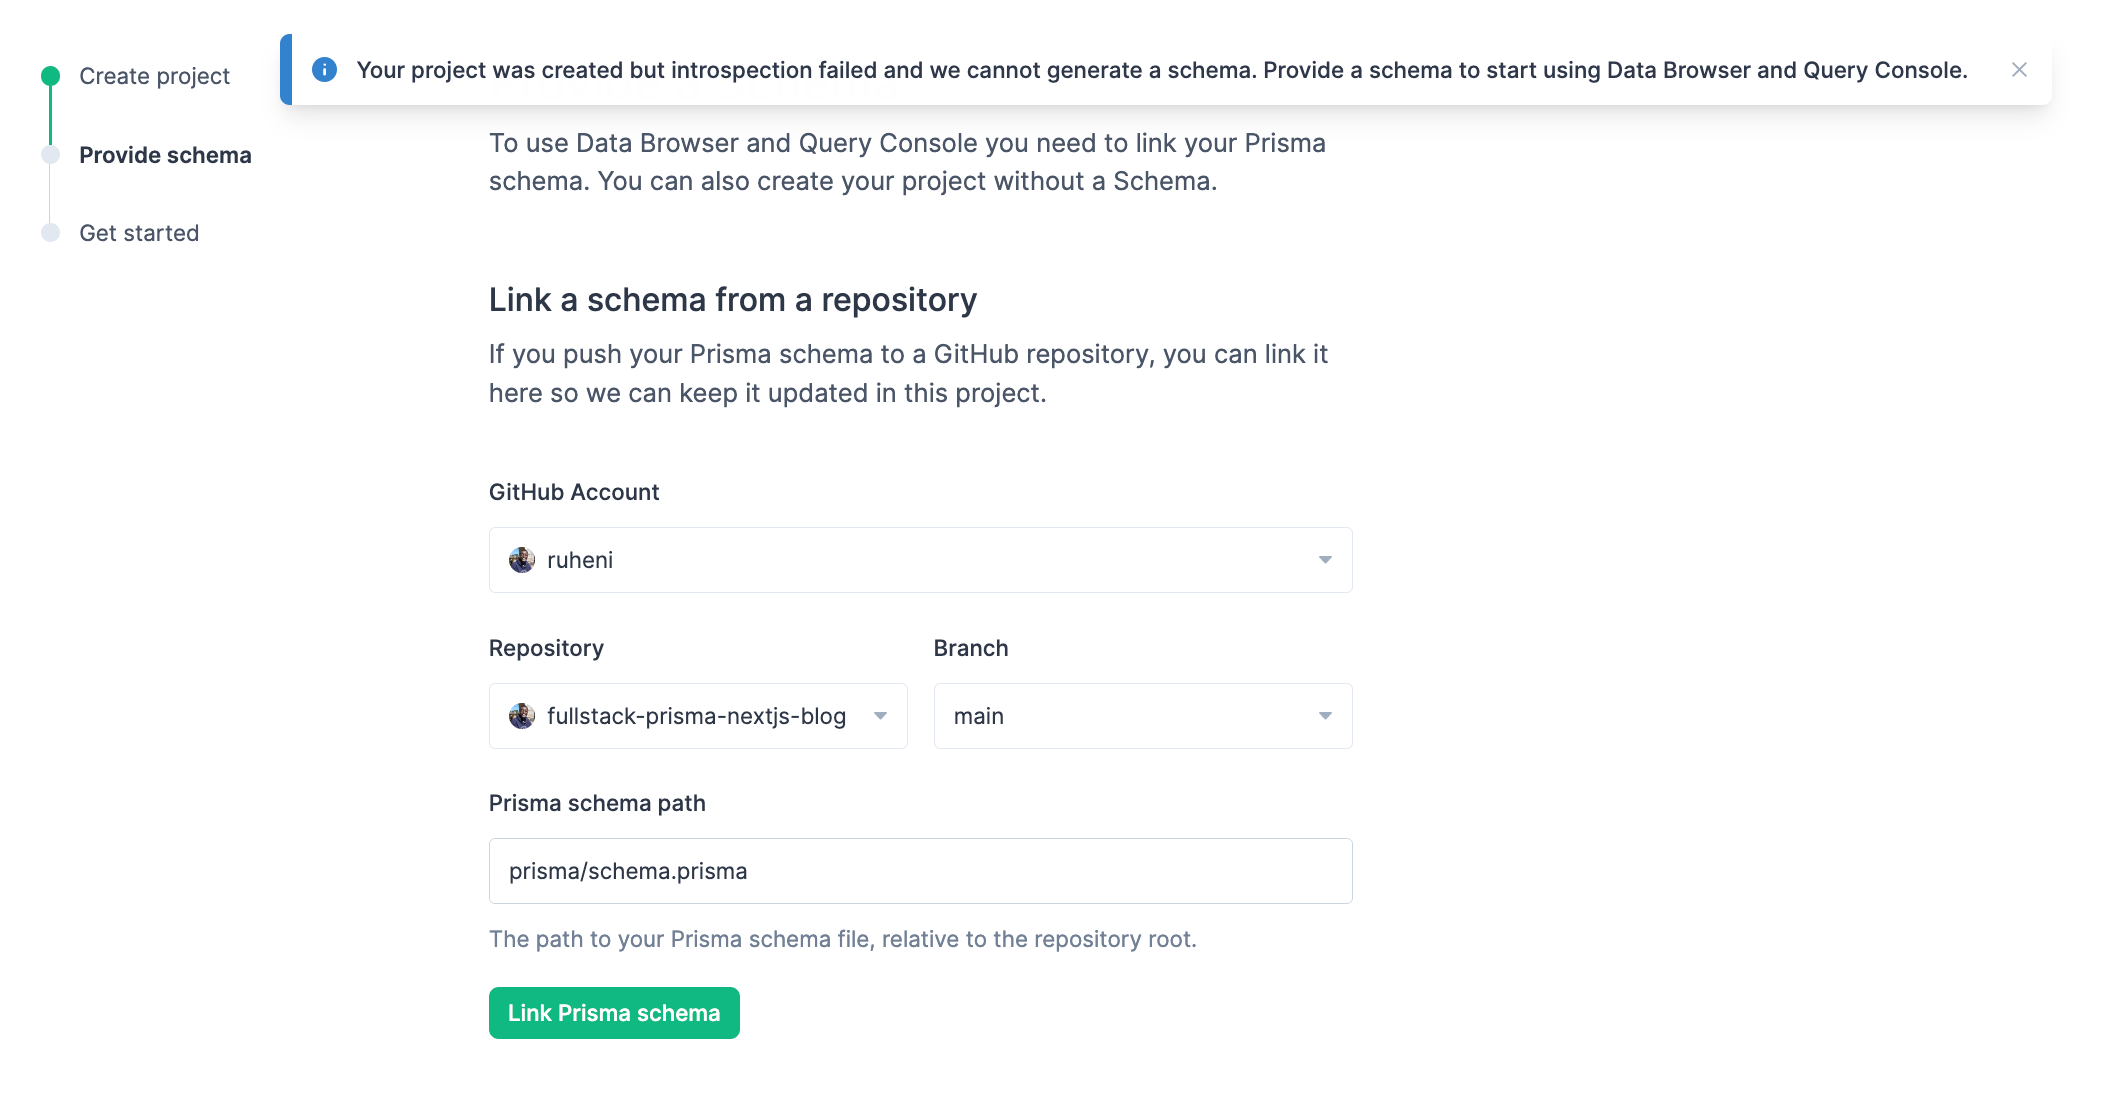 Your project was created but introspection failed and we cannot generate a schema. Provide a schema to start using Data Browser and Query Console.
Create project
Provide schema
Get started
To use Data Browser and Query Console you need to link your Prisma
schema. You can also create your project without a Schema.
Link a schema from a repository
If you push your Prisma schema to a GitHub repository, you can link it
here so we can keep it updated in this project.
GitHub Account
ruheni
Repository
Branch
fullstack-prisma-nextjs-blog
main
Prisma schema path
prisma/schema.prisma
The path to your Prisma schema file, relative to the repository root.
Link Prisma schema